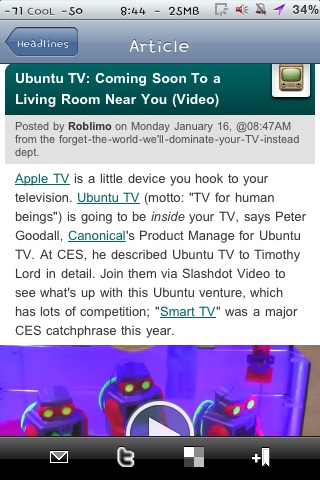 -71 Cool -50 8:44 - 25MB 34%
Headlines
Article
Ubuntu TV: Coming Soon To a
Living Room Near You (Video)
Posted by Roblimo on Monday January 16, @08:47AM
from the forget-the-world-we'll-dominate-your-TV-instead
dept.
Apple TV is a little device you hook to your
television. Ubuntu TV (motto: "TV for human
beings") is going to be inside your TV, says Peter
Goodall, Canonical's Product Manage for Ubuntu
TV. At CES, he described Ubuntu TV to Timothy
Lord in detail. Join them via Slashdot Video to
see what's up with this Ubuntu venture, which
has lots of competition; "Smart TV" was a major
CES catchphrase this year.